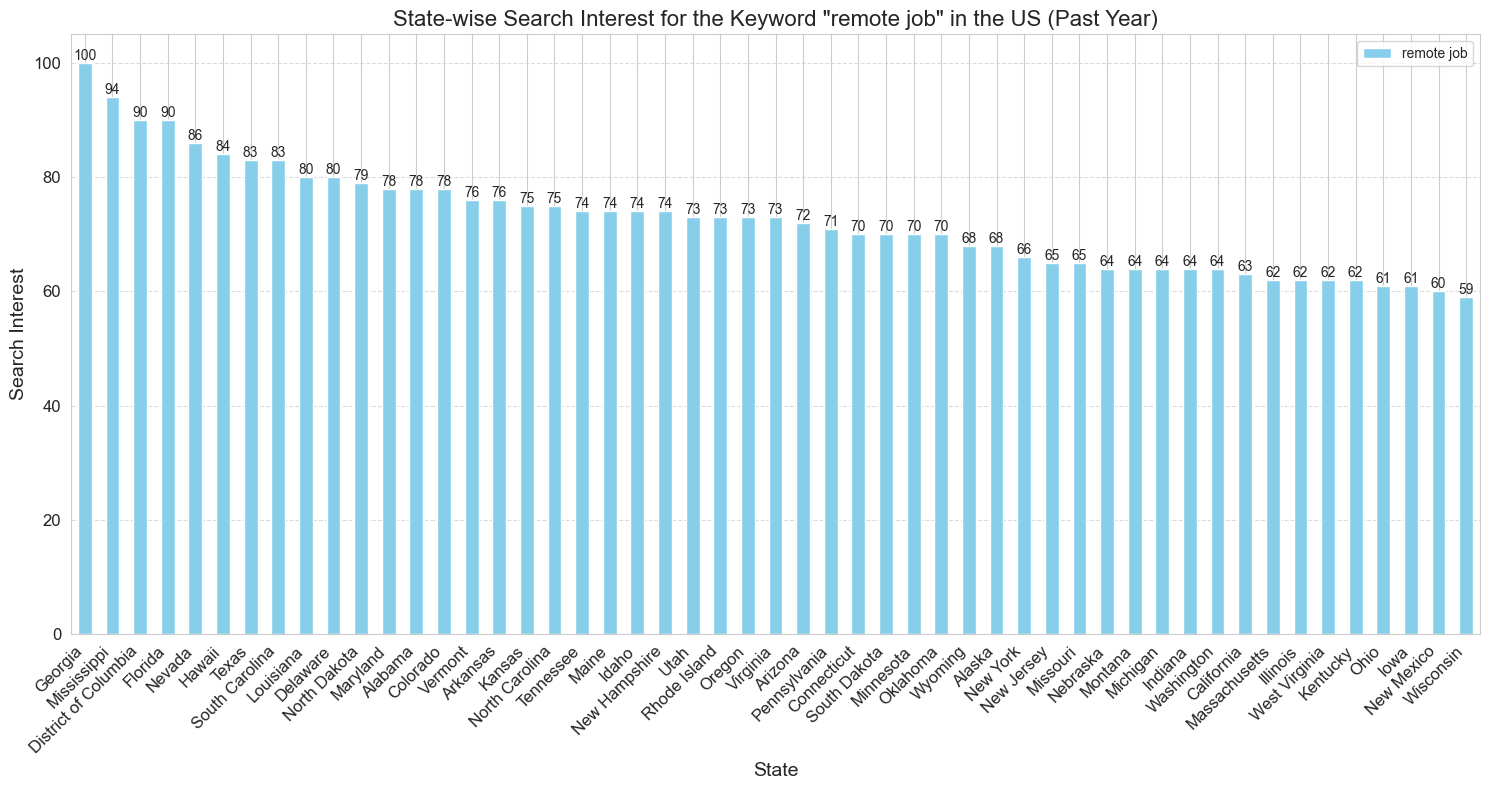 State-wise Search Interest for the Keyword "remote job" in the US (Past Year)
remote job
Search Interest
100
80
60
40
20
0
100 94 90 90 86 84 83 83 80 80 79 78 78 78 76 76 75 75 74 74 74 74 73 73 73 73 72 71 70 70 70 70 68 68 66 65 65 64 64 64 64 64 63 62 62 62 62 61 61 60 59
Georgia
Mississippi
District of Columbia
Florida
Nevada
Hawaii
Texas
South Carolina
Louisiana
Delaware
North Dakota
Maryland
Alabama
Colorado
Vermont
Arkansas
Kansas
North Carolina
Tennessee
Maine
Idaho
New Hampshire
Utah
Rhode Island
Oregon
Virginia
Arizona
Pennsylvania
Connecticut
South Dakota
Minnesota
Oklahoma
Wyoming
Alaska
New York
New Jersey
Missouri
Nebraska
Montana
Michigan
Indiana
Washington
California
Massachusetts
Illinois
West Virginia
Kentucky
Ohio
Iowa
New Mexico
Wisconsin
State